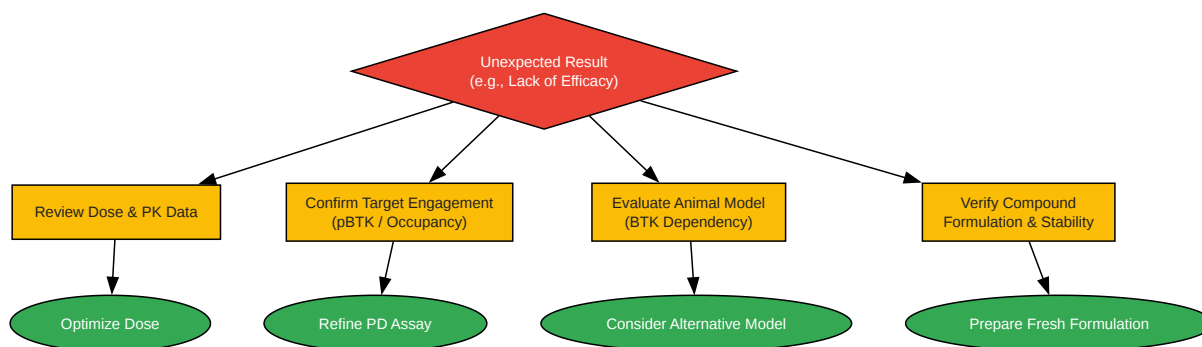 Unexpected Result
(e.g., Lack of Efficacy)
Review Dose & PK Data
Confirm Target Engagement
(pBTK / Occupancy)
Evaluate Animal Model
(BTK Dependency)
Verify Compound
Formulation & Stability
Optimize Dose
Refine PD Assay
Consider Alternative Model
Prepare Fresh Formulation